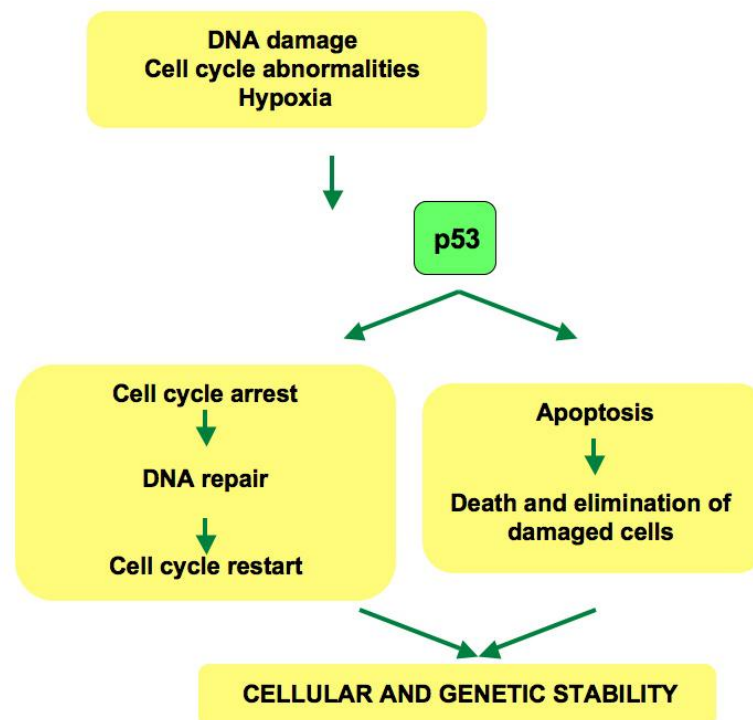 DNA damage
Cell cycle abnormalities
Hypoxia
p53
Cell cycle arrest
DNA repair
Cell cycle restart
Apoptosis
Death and elimination of
damaged cells
CELLULAR AND GENETIC STABILITY